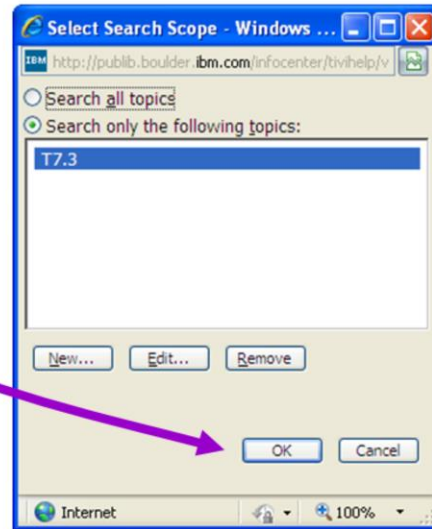 Select Search Scope - Windows ...
IBM http://publib.boulder.ibm.com/infocenter/tivihelp/v
Search all topics
Search only the following topics:
T7.3
New... Edit... Remove
OK Cancel
Internet 100%